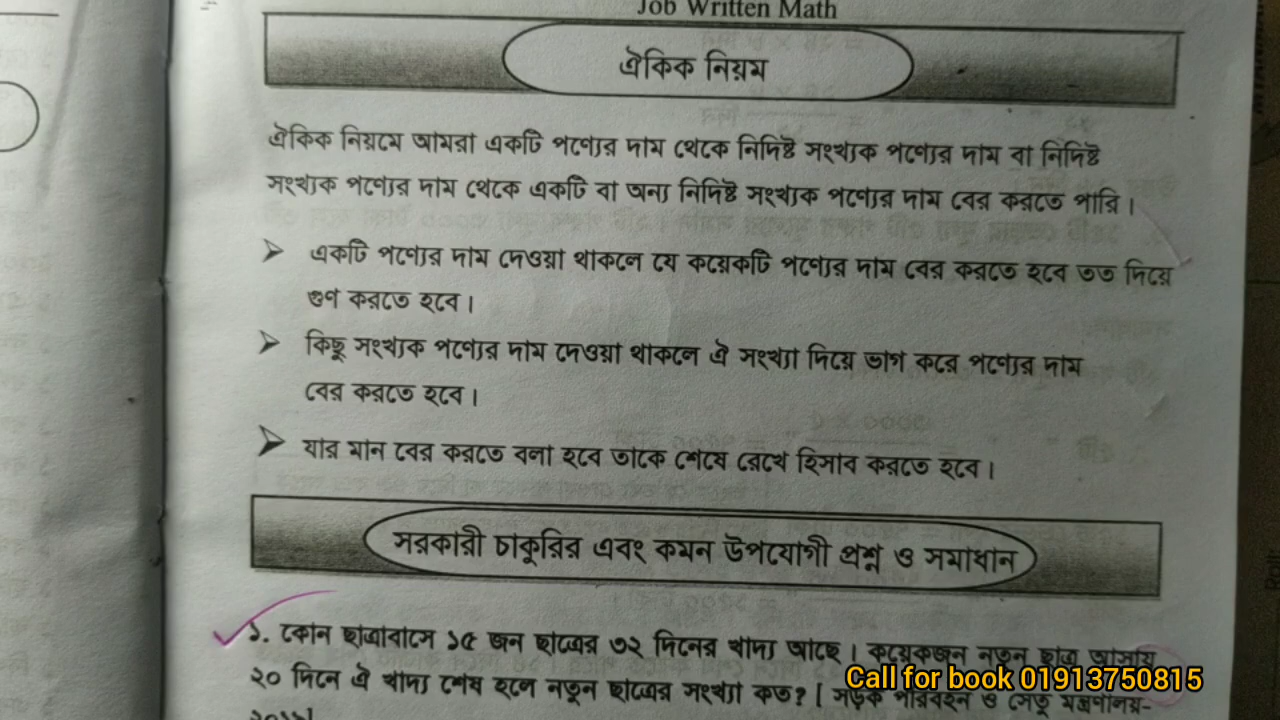 Job Written Math
ঐকিক নিয়ম
ঐকিক নিয়মে আমরা একটি পণ্যের দাম থেকে নির্দিষ্ট সংখ্যক পণ্যের দাম বা নির্দিষ্ট
সংখ্যক পণ্যের দাম থেকে একটি বা অন্য নির্দিষ্ট সংখ্যক পণ্যের দাম বের করতে পারি।
➢ একটি পণ্যের দাম দেওয়া থাকলে যে কয়েকটি পণ্যের দাম বের করতে হবে তত দিয়ে
গুণ করতে হবে।
➢ কিছু সংখ্যক পণ্যের দাম দেওয়া থাকলে ঐ সংখ্যা দিয়ে ভাগ করে পণ্যের দাম
বের করতে হবে।
➢ যার মান বের করতে বলা হবে তাকে শেষে রেখে হিসাব করতে হবে।
সরকারী চাকুরির এবং কমন উপযোগী প্রশ্ন ও সমাধান
১. কোন ছাত্রাবাসে ১৫ জন ছাত্রের ৩২ দিনের খাদ্য আছে। কয়েকজন নতুন ছাত্র আসায়
২০ দিনে ঐ খাদ্য শেষ হলে নতুন ছাত্রের সংখ্যা কত? [ সড়ক পরিবহন ও সেতু মন্ত্রণালয়-
Call for book 01913750815